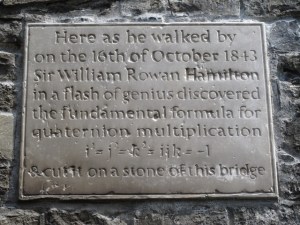 Here as he walked by
on the 16th of October 1843
Sir William Rowan Hamilton
in a flash of genius discovered
the fundamental formula for
quaternion multiplication
i² = j² = k² = ijk = −1
& cut it on a stone of this bridge